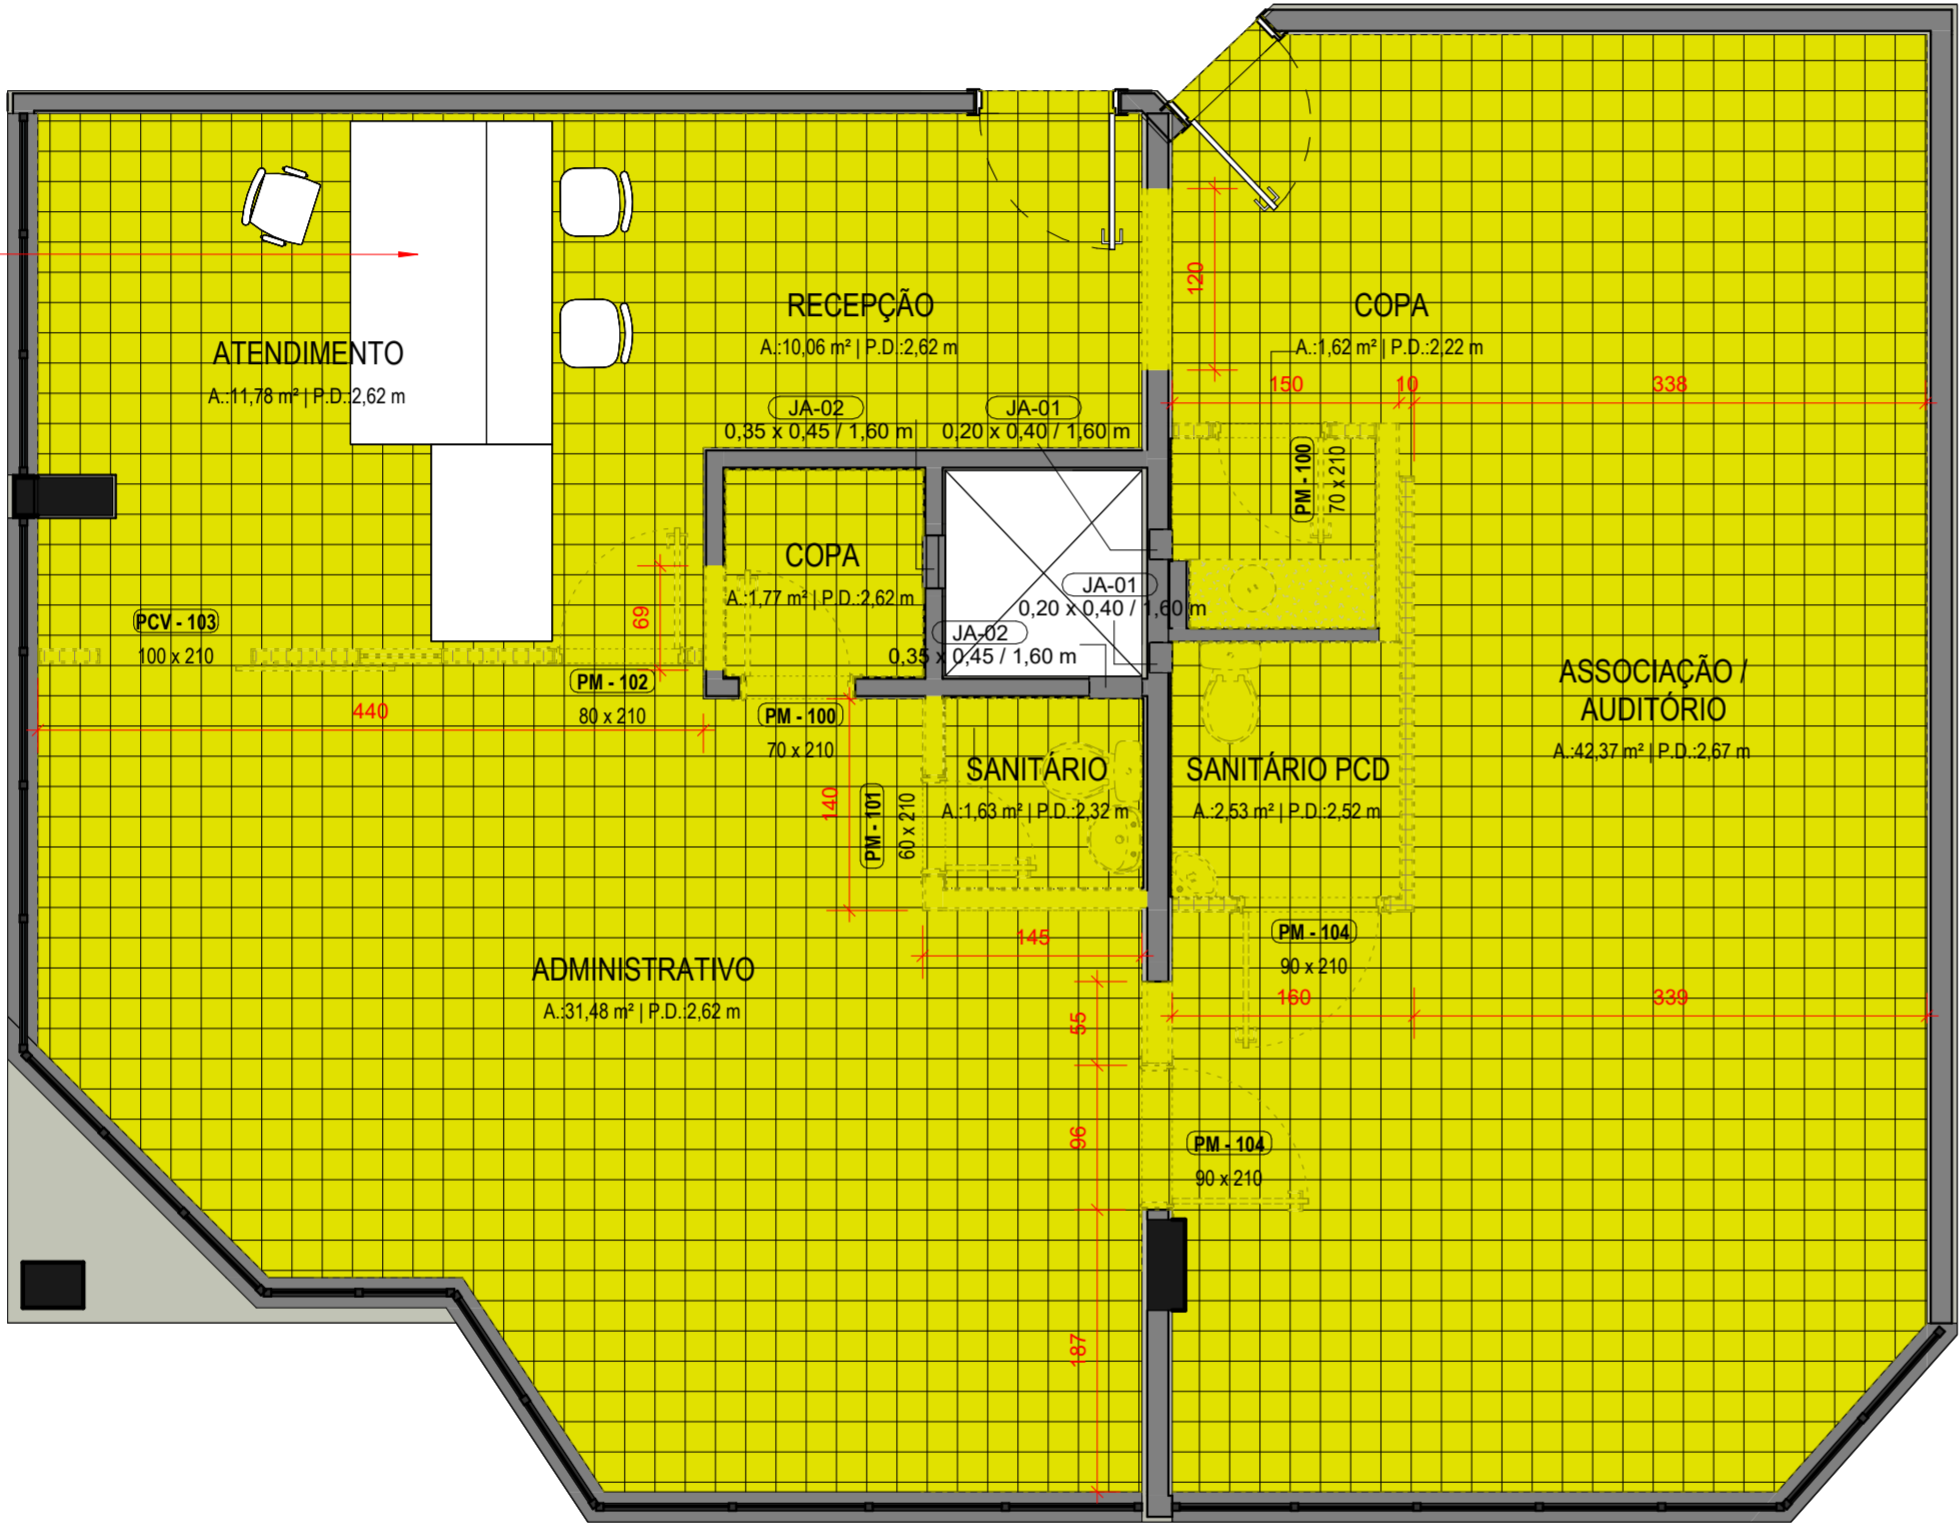 RECEPÇÃO
A.:10,06 m² | P.D.:2,62 m
120
COPA
A.:1,62 m² | P.D.:2,22 m
ATENDIMENTO
A.:11,78 m² | P.D.:2,62 m
150
10
338
JA-02
0,35 x 0,45 / 1,60 m
JA-01
0,20 x 0,40 / 1,60 m
PM - 100
70 x 210
COPA
A.:1,77 m² | P.D.:2,62 m
69
JA-01
0,20 x 0,40 / 1,60 m
JA-02
0,35 x 0,45 / 1,60 m
PCV - 103
100 x 210
PM - 102
80 x 210
440
PM - 100
70 x 210
ASSOCIAÇÃO /
AUDITÓRIO
A.:42,37 m² | P.D.:2,67 m
140
PM - 101
60 x 210
SANITÁRIO
A.:1,63 m² | P.D.:2,32 m
SANITÁRIO PCD
A.:2,53 m² | P.D.:2,52 m
145
PM - 104
90 x 210
ADMINISTRATIVO
A.:31,48 m² | P.D.:2,62 m
160
339
55
96
PM - 104
90 x 210
187